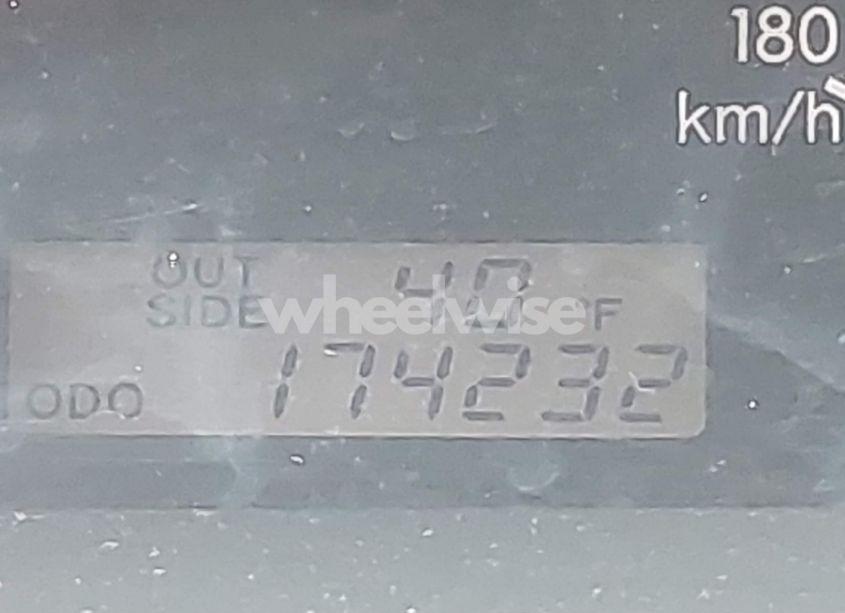 180
km/h
OUT 40
SIDE °F
wheelwise
174232
ODO